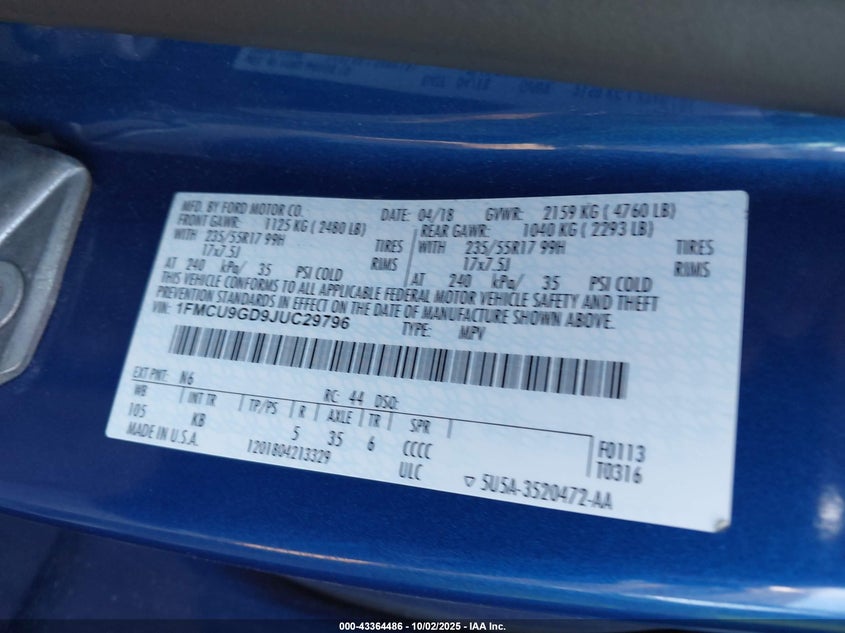 MFD. BY FORD MOTOR CO.
DATE: 04/18 GVWR: 2159 KG ( 4760 LB)
FRONT GAWR: 1125 KG ( 2480 LB) REAR GAWR: 1040 KG ( 2293 LB)
WITH 235/55R17 99H TIRES WITH 235/55R17 99H TIRES
17x7.5J RIMS 17x7.5J RIMS
AT 240 kPa/ 35 PSI COLD AT 240 kPa/ 35 PSI COLD
THIS VEHICLE CONFORMS TO ALL APPLICABLE FEDERAL MOTOR VEHICLE SAFETY AND THEFT
PREVENTION STANDARDS IN EFFECT ON THE DATE OF MANUFACTURE SHOWN ABOVE.
VIN: 1FMCU9GD9JUC29796
TYPE: MPV
EXT PNT: N6 RC: 44 DSO:
WB INT TR TP/PS R AXLE TR SPR
105 KB 5 35 6 CCCC
F0113
MADE IN U.S.A. 1201804213329 ULC
T0316
5U5A-3520472-AA
000-43364486 - 10/02/2025 - IAA Inc.